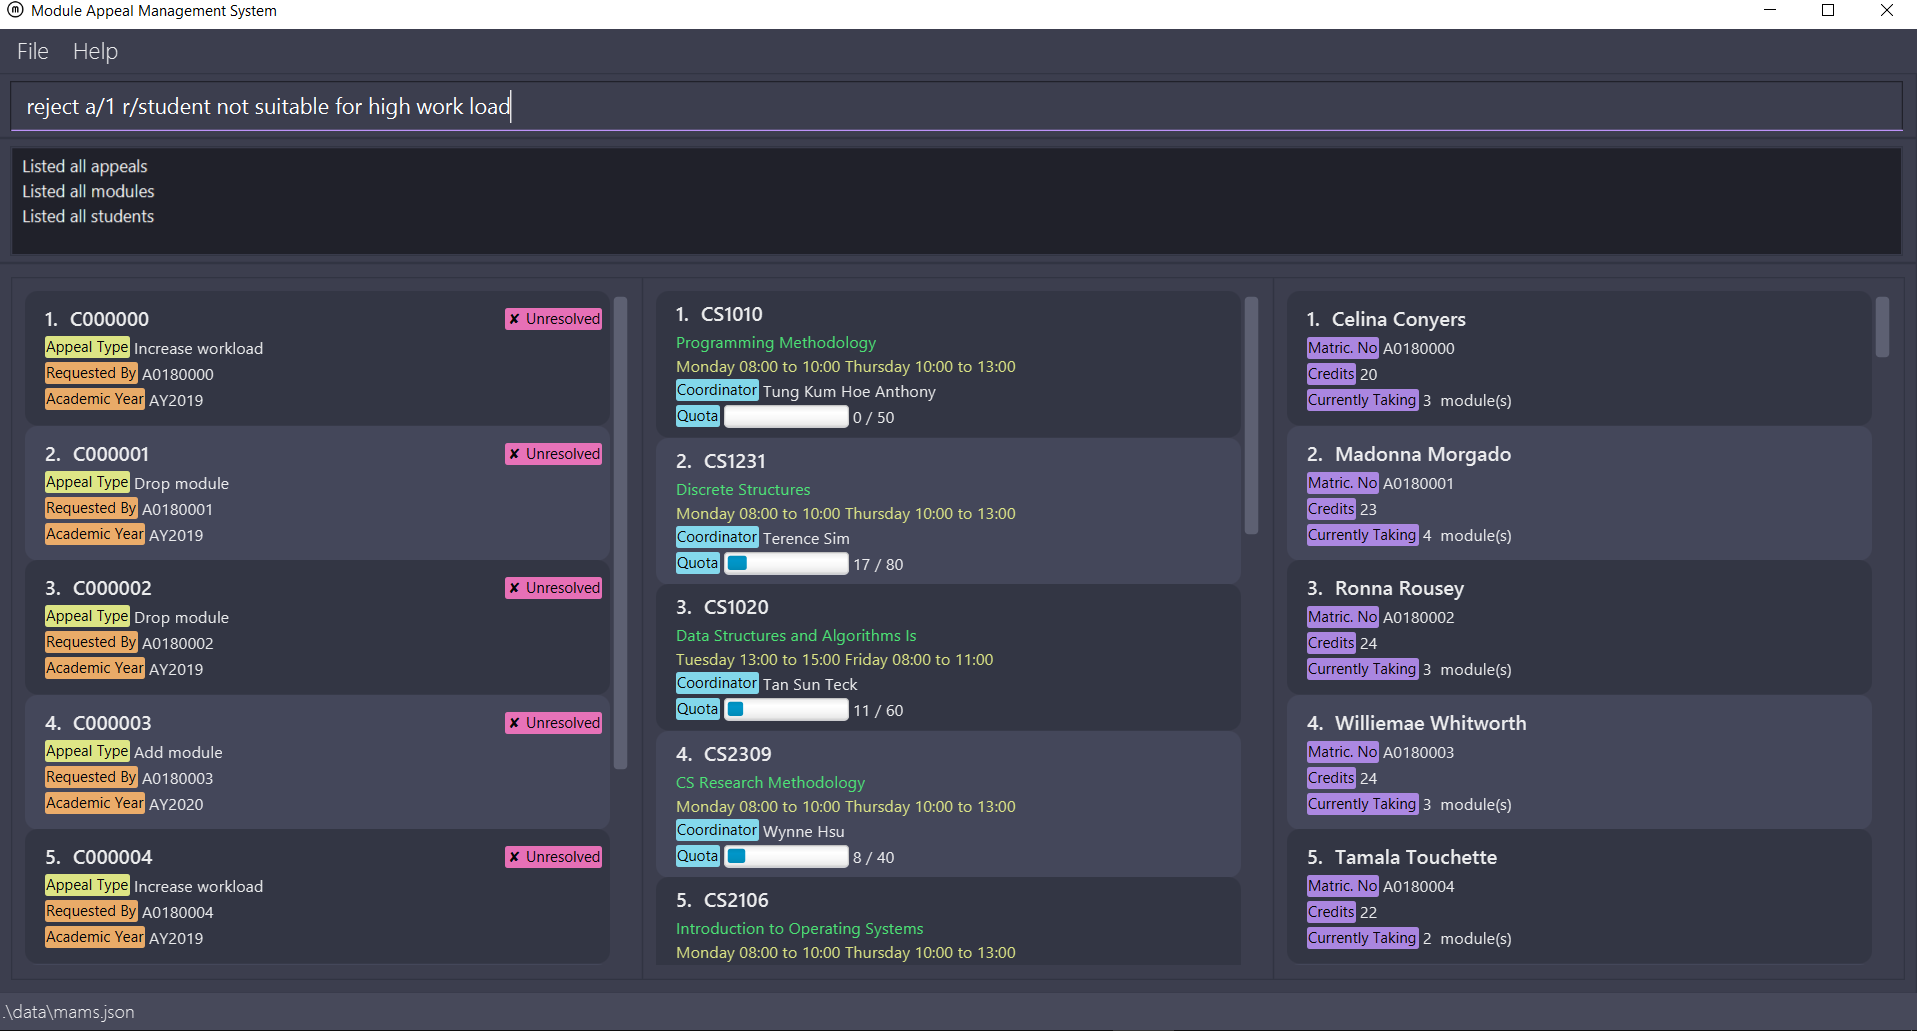 Module Appeal Management System
File Help
reject a/1 r/student not suitable for high work load
Listed all appeals
Listed all modules
Listed all students
1. C000000
✘ Unresolved
Appeal Type Increase workload
Requested By A0180000
Academic Year AY2019
2. C000001
✘ Unresolved
Appeal Type Drop module
Requested By A0180001
Academic Year AY2019
3. C000002
✘ Unresolved
Appeal Type Drop module
Requested By A0180002
Academic Year AY2019
4. C000003
✘ Unresolved
Appeal Type Add module
Requested By A0180003
Academic Year AY2020
5. C000004
✘ Unresolved
Appeal Type Increase workload
Requested By A0180004
Academic Year AY2019
1. CS1010
Programming Methodology
Monday 08:00 to 10:00 Thursday 10:00 to 13:00
Coordinator Tung Kum Hoe Anthony
Quota 0 / 50
2. CS1231
Discrete Structures
Monday 08:00 to 10:00 Thursday 10:00 to 13:00
Coordinator Terence Sim
Quota 17 / 80
3. CS1020
Data Structures and Algorithms Is
Tuesday 13:00 to 15:00 Friday 08:00 to 11:00
Coordinator Tan Sun Teck
Quota 11 / 60
4. CS2309
CS Research Methodology
Monday 08:00 to 10:00 Thursday 10:00 to 13:00
Coordinator Wynne Hsu
Quota 8 / 40
5. CS2106
Introduction to Operating Systems
Monday 08:00 to 10:00 Thursday 10:00 to 13:00
1. Celina Conyers
Matric. No A0180000
Credits 20
Currently Taking 3 module(s)
2. Madonna Morgado
Matric. No A0180001
Credits 23
Currently Taking 4 module(s)
3. Ronna Rousey
Matric. No A0180002
Credits 24
Currently Taking 3 module(s)
4. Williemae Whitworth
Matric. No A0180003
Credits 24
Currently Taking 3 module(s)
5. Tamala Touchette
Matric. No A0180004
Credits 22
Currently Taking 2 module(s)
.\data\mams.json